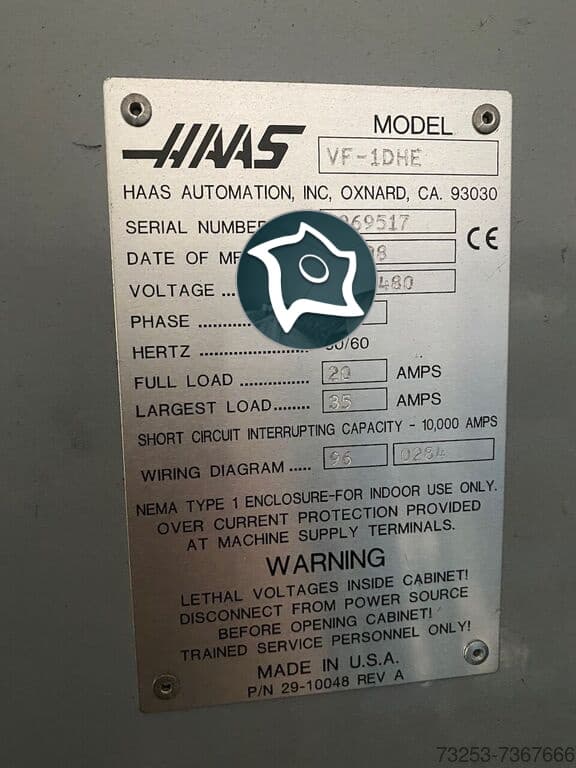 HAAS
MODEL
VF-1DHE
HAAS AUTOMATION, INC, OXNARD, CA. 93030
SERIAL NUMBER 069517
CE
DATE OF
VOLTAGE .. 480
PHASE
HERTZ 50/60
FULL LOAD 20 AMPS
LARGEST LOAD........ 35 AMPS
SHORT CIRCUIT INTERRUPTING CAPACITY - 10,000 AMPS
WIRING DIAGRAM ..... 96 0284
NEMA TYPE 1 ENCLOSURE-FOR INDOOR USE ONLY.
OVER CURRENT PROTECTION PROVIDED
AT MACHINE SUPPLY TERMINALS.
WARNING
LETHAL VOLTAGES INSIDE CABINET!
DISCONNECT FROM POWER SOURCE
BEFORE OPENING CABINET!
TRAINED SERVICE PERSONNEL ONLY!
MADE IN U.S.A.
P/N 29-10048 REV A
73253-7367666